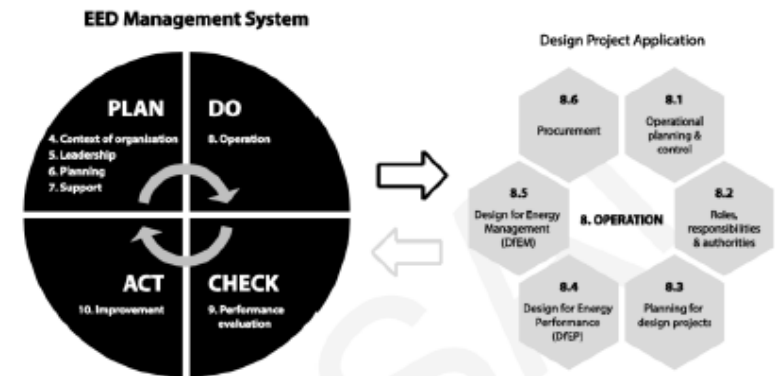 EED Management System
PLAN
4. Context of organisation
5. Leadership
6. Planning
7. Support
DO
8. Operation
ACT
10. Improvement
CHECK
9. Performance
evaluation
Design Project Application
8.6
Procurement
8.1
Operational
planning &
control
8.5
Design for Energy
Management
(DfEM)
8. OPERATION
8.2
Roles,
responsibilities
& authorities
8.4
Design for Energy
Performance
(DfEP)
8.3
Planning for
design projects